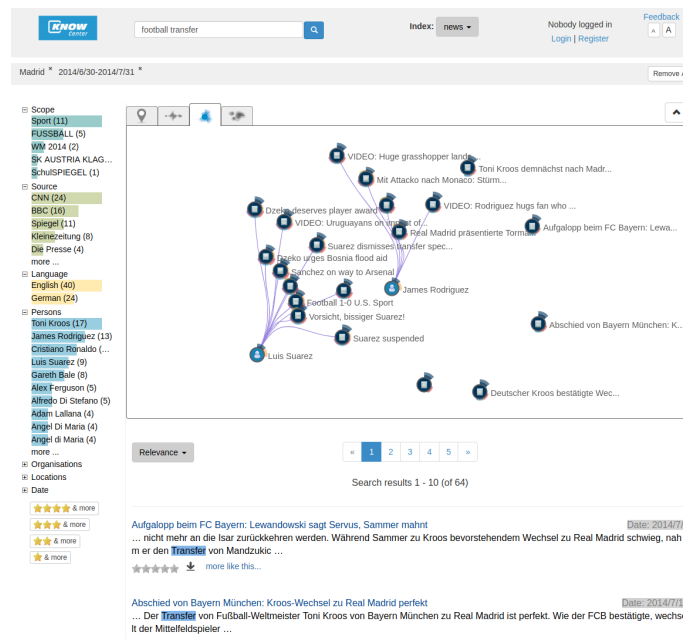 KNOW
Center
football transfer
Index:
news
Nobody logged in
Login | Register
Feedback
A A
Madrid × 2014/6/30-2014/7/31 ×
Remove A
Scope
Sport (11)
FUSSBALL (5)
WM 2014 (2)
SK AUSTRIA KLAG...
SchulSPIEGEL (1)
Source
CNN (24)
BBC (16)
Spiegel (11)
Kleinezeitung (8)
Die Presse (4)
more ...
Language
English (40)
German (24)
Persons
Toni Kroos (17)
James Rodriguez (13)
Cristiano Ronaldo (...
Luis Suarez (9)
Gareth Bale (8)
Alex Ferguson (5)
Alfredo Di Stefano (5)
Adam Lallana (4)
Angel Di Maria (4)
Angel di Maria (4)
more ...
Organisations
Locations
Date
& more
& more
& more
& more
VIDEO: Huge grasshopper lands...
Toni Kroos demnächst nach Madr...
Mit Attacko nach Monaco: Stürm...
VIDEO: Rodriguez hugs fan who ...
Dzeko deserves player award
VIDEO: Uruguayans on impact of...
Aufgalopp beim FC Bayern: Lewa...
Real Madrid präsentierte Torma...
Suarez dismisses transfer spec...
Dzeko urges Bosnia flood aid
Sanchez on way to Arsenal
James Rodriguez
Football 1-0 U.S. Sport
Vorsicht, bissiger Suarez!
Abschied von Bayern München: K...
Suarez suspended
Luis Suarez
Deutscher Kroos bestätigte Wec...
Relevance
« 1 2 3 4 5 »
Search results 1 - 10 (of 64)
Aufgalopp beim FC Bayern: Lewandowski sagt Servus, Sammer mahnt
Date: 2014/7/
... nicht mehr an die Isar zurückkehren werden. Während Sammer zu Kroos bevorstehendem Wechsel zu Real Madrid schwieg, nah
m er den Transfer von Mandzukic ...
more like this...
Abschied von Bayern München: Kroos-Wechsel zu Real Madrid perfekt
Date: 2014/7/1
... Der Transfer von Fußball-Weltmeister Toni Kroos von Bayern München zu Real Madrid ist perfekt. Wie der FCB bestätigte, wechse
lt der Mittelfeldspieler ...